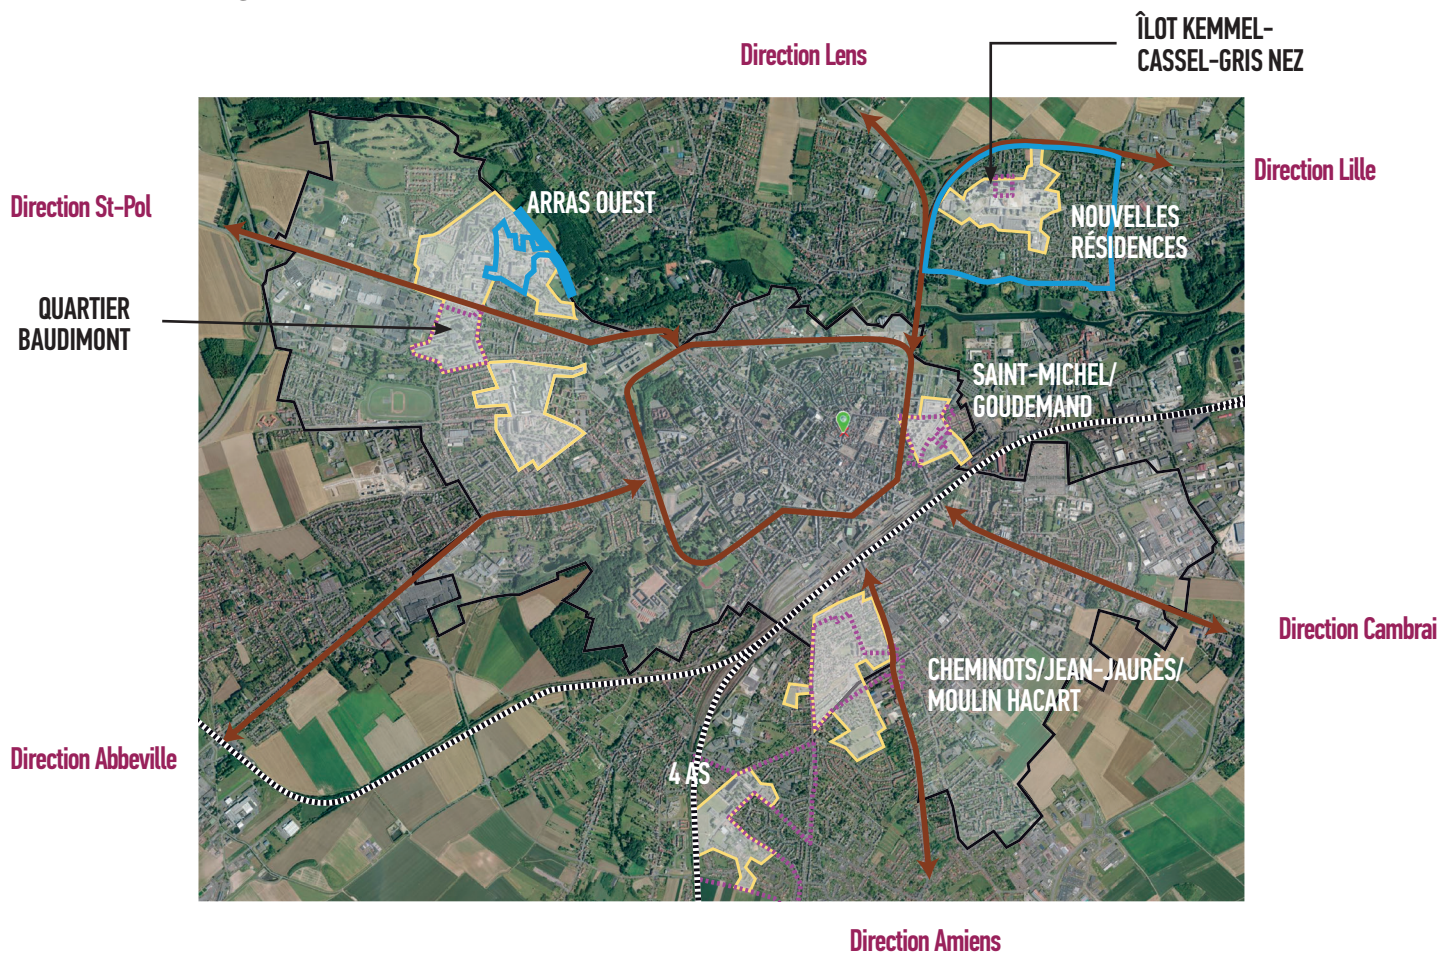 ÎLOT KEMMEL-
CASSEL-GRIS NEZ
Direction Lens
Direction Lille
Direction St-Pol
ARRAS OUEST
NOUVELLES
RÉSIDENCES
QUARTIER
BAUDIMONT
SAINT-MICHEL/
GOUDEMAND
Direction Cambrai
CHEMINOTS/JEAN-JAURÈS/
MOULIN HACART
Direction Abbeville
4 AS
Direction Amiens